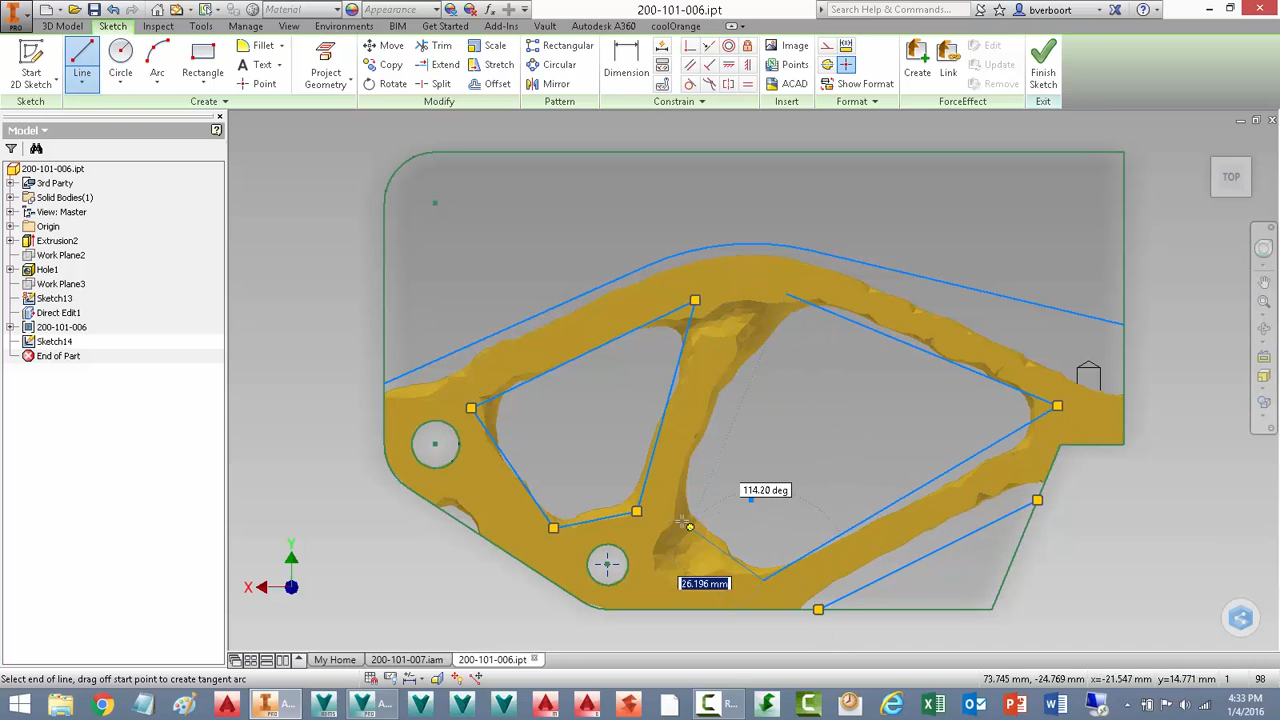 200-101-006.ipt
Material
Appearance
Search Help & Commands...
bverboort
PRO
3D Model
Sketch
Inspect
Tools
Manage
View
Environments
BIM
Get Started
Add-Ins
Vault
Autodesk A360
coolOrange
Start
2D Sketch
Line
Circle
Arc
Rectangle
Fillet
Text
Point
Project
Geometry
Move
Copy
Rotate
Trim
Extend
Split
Scale
Stretch
Offset
Rectangular
Circular
Mirror
Dimension
Image
Points
ACAD
Show Format
Create
Link
Edit
Update
Remove
Finish
Sketch
Sketch
Create
Modify
Pattern
Constrain
Insert
Format
ForceEffect
Exit
Model
200-101-006.ipt
3rd Party
Solid Bodies(1)
View: Master
Origin
Extrusion2
Work Plane2
Hole1
Work Plane3
Sketch13
Direct Edit1
200-101-006
Sketch14
End of Part
TOP
114.20 deg
26.196 mm
Y
X
My Home
200-101-007.iam
200-101-006.ipt
Select end of line, drag off start point to create tangent arc
73.745 mm, -24.769 mm
Dx=-21.547 mm Dy=14.771 mm
1
98
A...
A...
R...
4:33 PM
1/4/2016